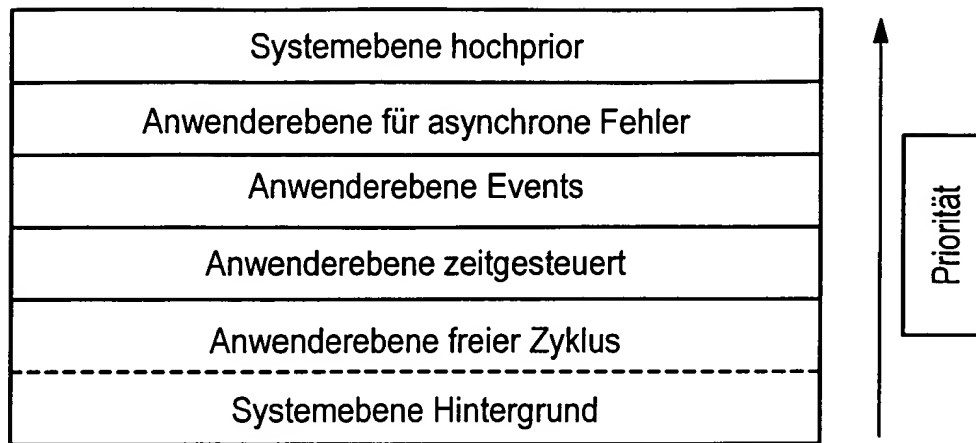 Systemebene hochprior
Anwenderebene für asynchrone Fehler
Anwenderebene Events
Anwenderebene zeitgesteuert
Anwenderebene freier Zyklus
Systemebene Hintergrund
Priorität